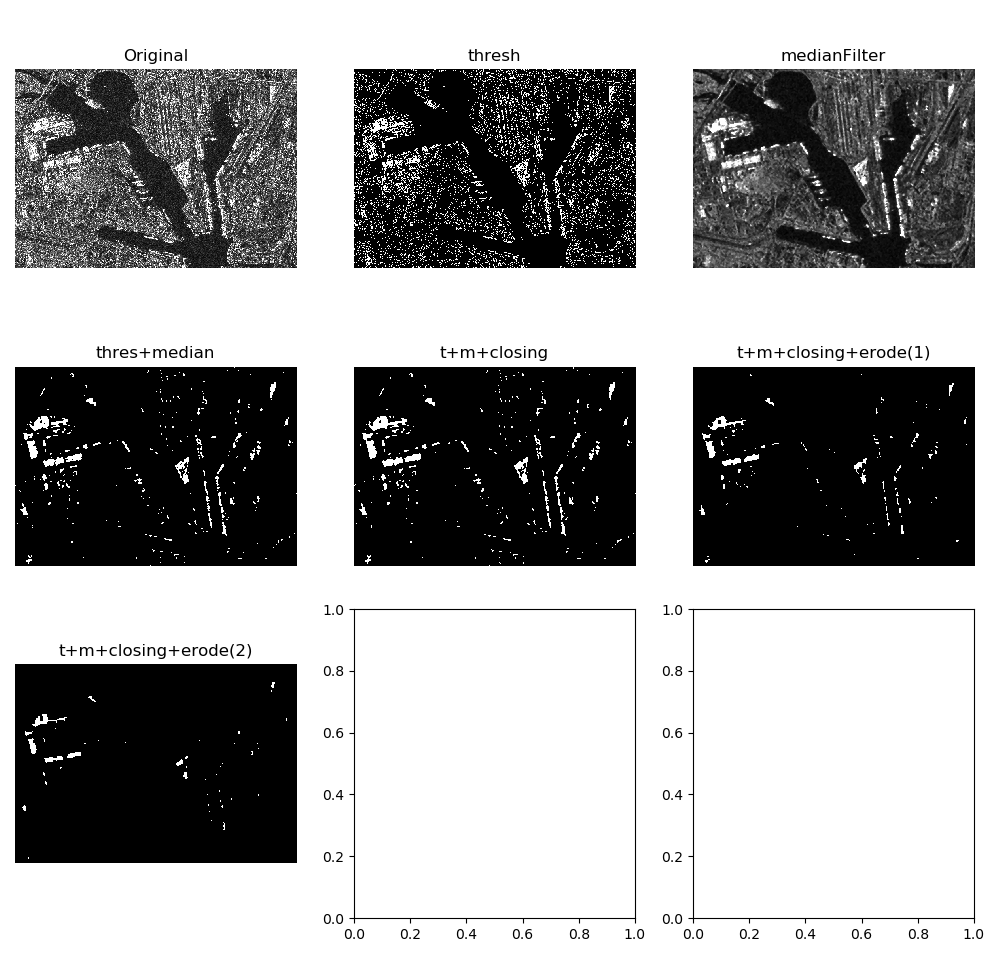 Original
thresh
medianFilter
thres+median
t+m+closing
t+m+closing+erode(1)
t+m+closing+erode(2)
1.0
0.8
0.6
0.4
0.2
0.0
0.0 0.2 0.4 0.6 0.8 1.0
1.0
0.8
0.6
0.4
0.2
0.0
0.0 0.2 0.4 0.6 0.8 1.0